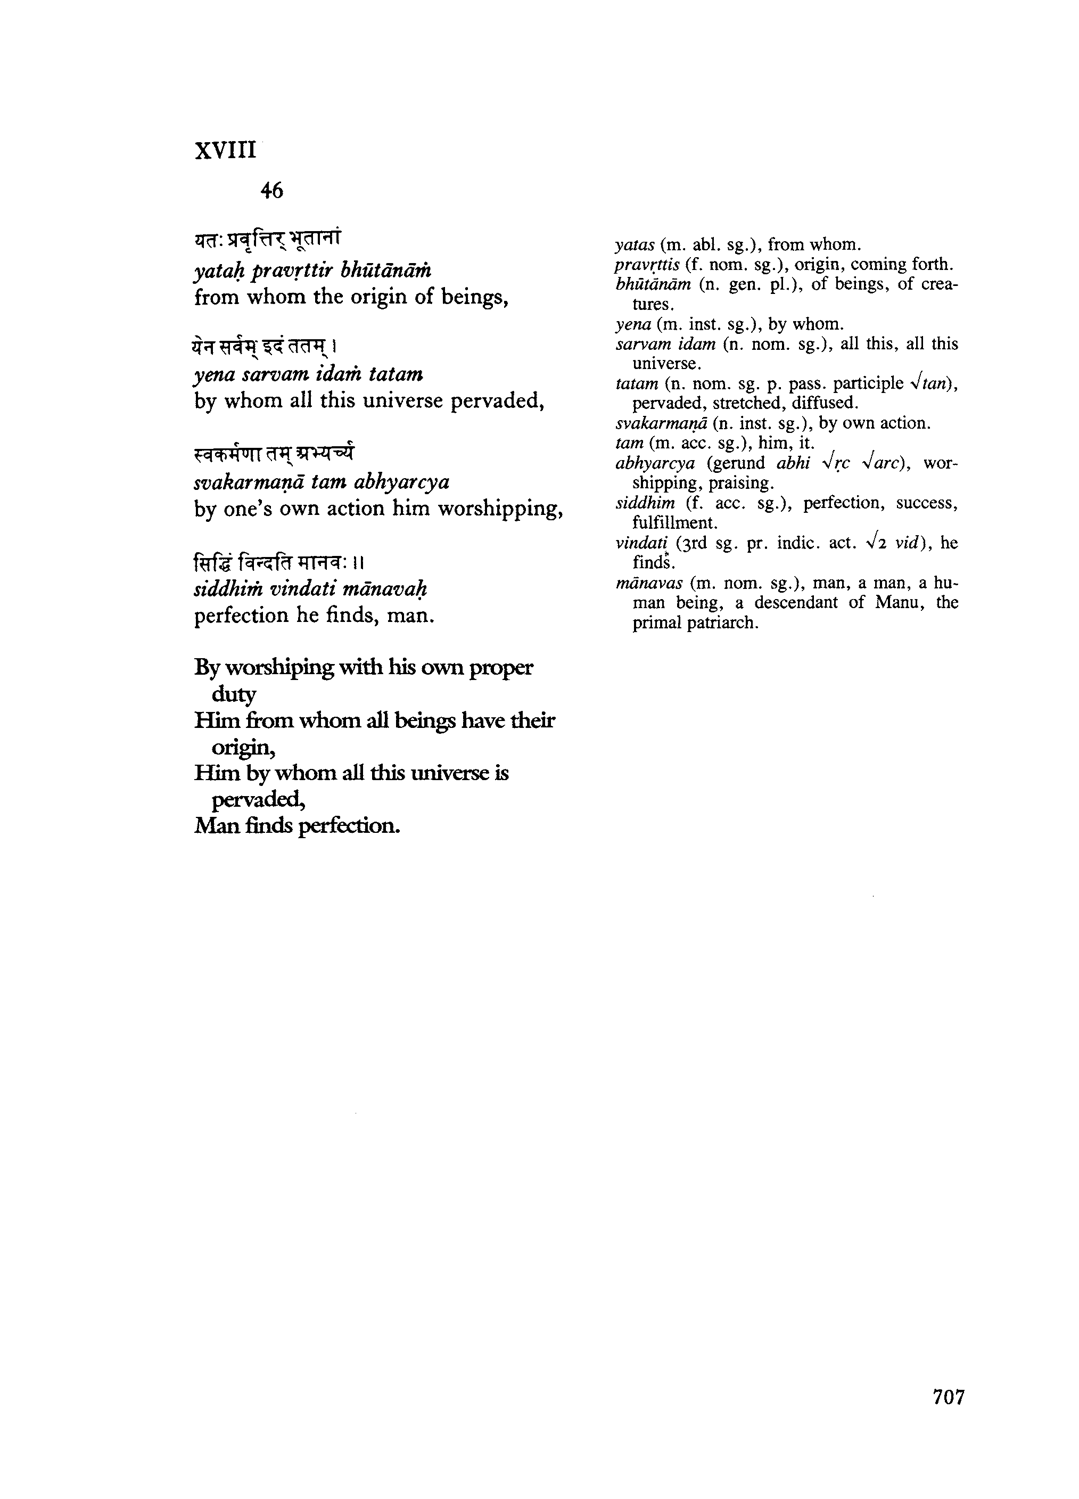 XVIII
46
यतः प्रवृत्तिर् भूतानां
yataḥ pravṛttir bhūtānāṁ
from whom the origin of beings,
येन सर्वम् इदं ततम् ।
yena sarvam idaṁ tatam
by whom all this universe pervaded,
स्वकर्मणा तम् अभ्यर्च्य
svakarmaṇā tam abhyarcya
by one's own action him worshipping,
सिद्धिं विन्दति मानवः ॥
siddhiṁ vindati mānavaḥ
perfection he finds, man.
By worshiping with his own proper
duty
Him from whom all beings have their
origin,
Him by whom all this universe is
pervaded,
Man finds perfection.
yatas (m. abl. sg.), from whom.
pravṛttis (f. nom. sg.), origin, coming forth.
bhūtānām (n. gen. pl.), of beings, of crea-
tures.
yena (m. inst. sg.), by whom.
sarvam idam (n. nom. sg.), all this, all this
universe.
tatam (n. nom. sg. p. pass. participle √tan),
pervaded, stretched, diffused.
svakarmaṇā (n. inst. sg.), by own action.
tam (m. acc. sg.), him, it.
abhyarcya (gerund abhi √ṛc √arc), wor-
shipping, praising.
siddhim (f. acc. sg.), perfection, success,
fulfillment.
vindati (3rd sg. pr. indic. act. √2 vid), he
finds.
mānavas (m. nom. sg.), man, a man, a hu-
man being, a descendant of Manu, the
primal patriarch.
707